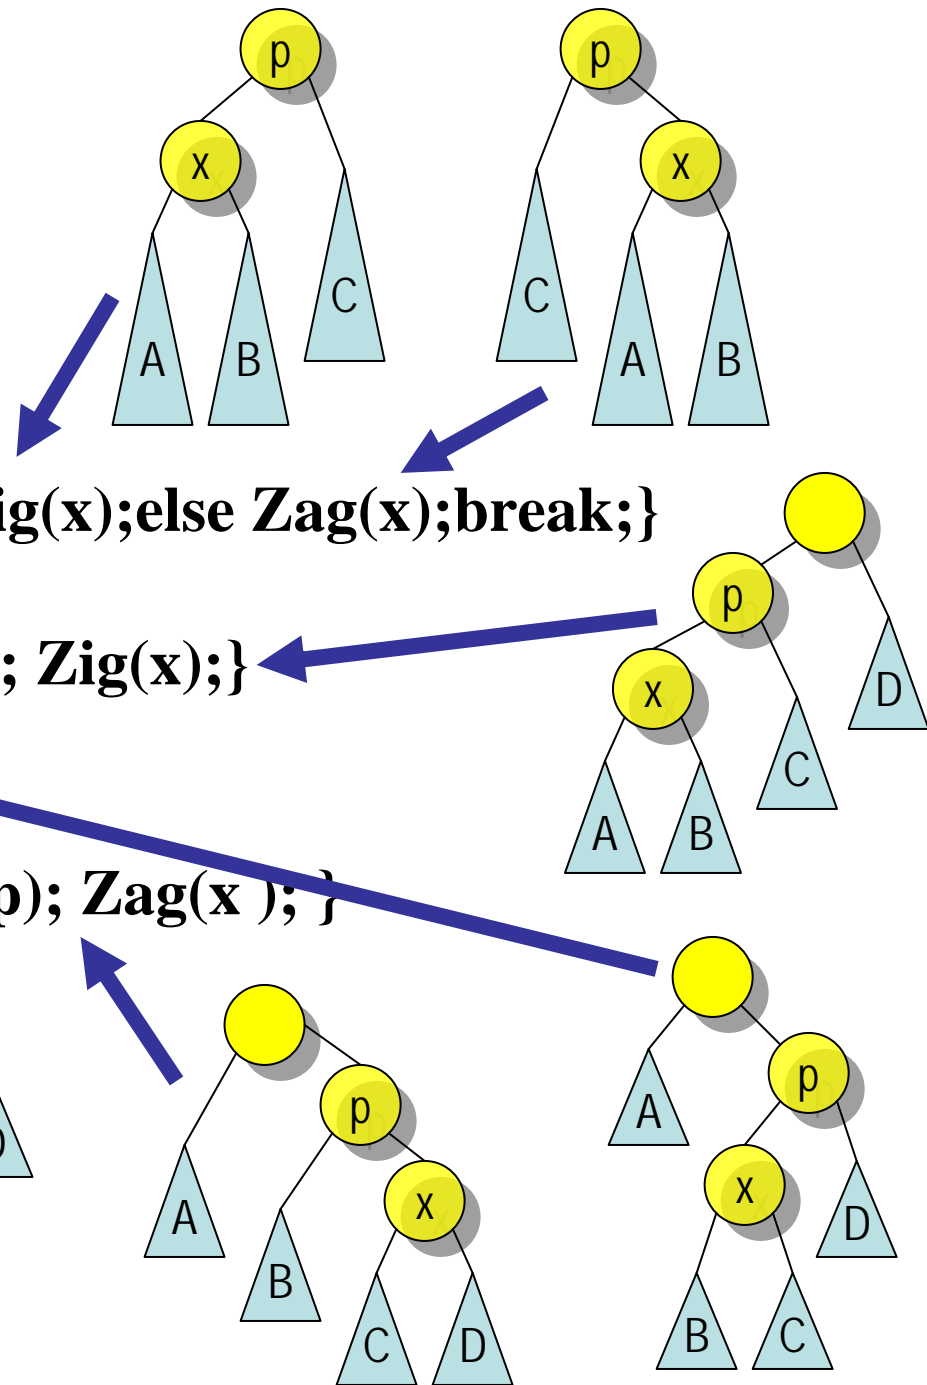 p p
x x
C C
A B A B
ig(x);else Zag(x);break;}
p
; Zig(x);}
x
D
C
A B
p); Zag(x ); }
p
p
A
x
x
A
D
B
B C
C D